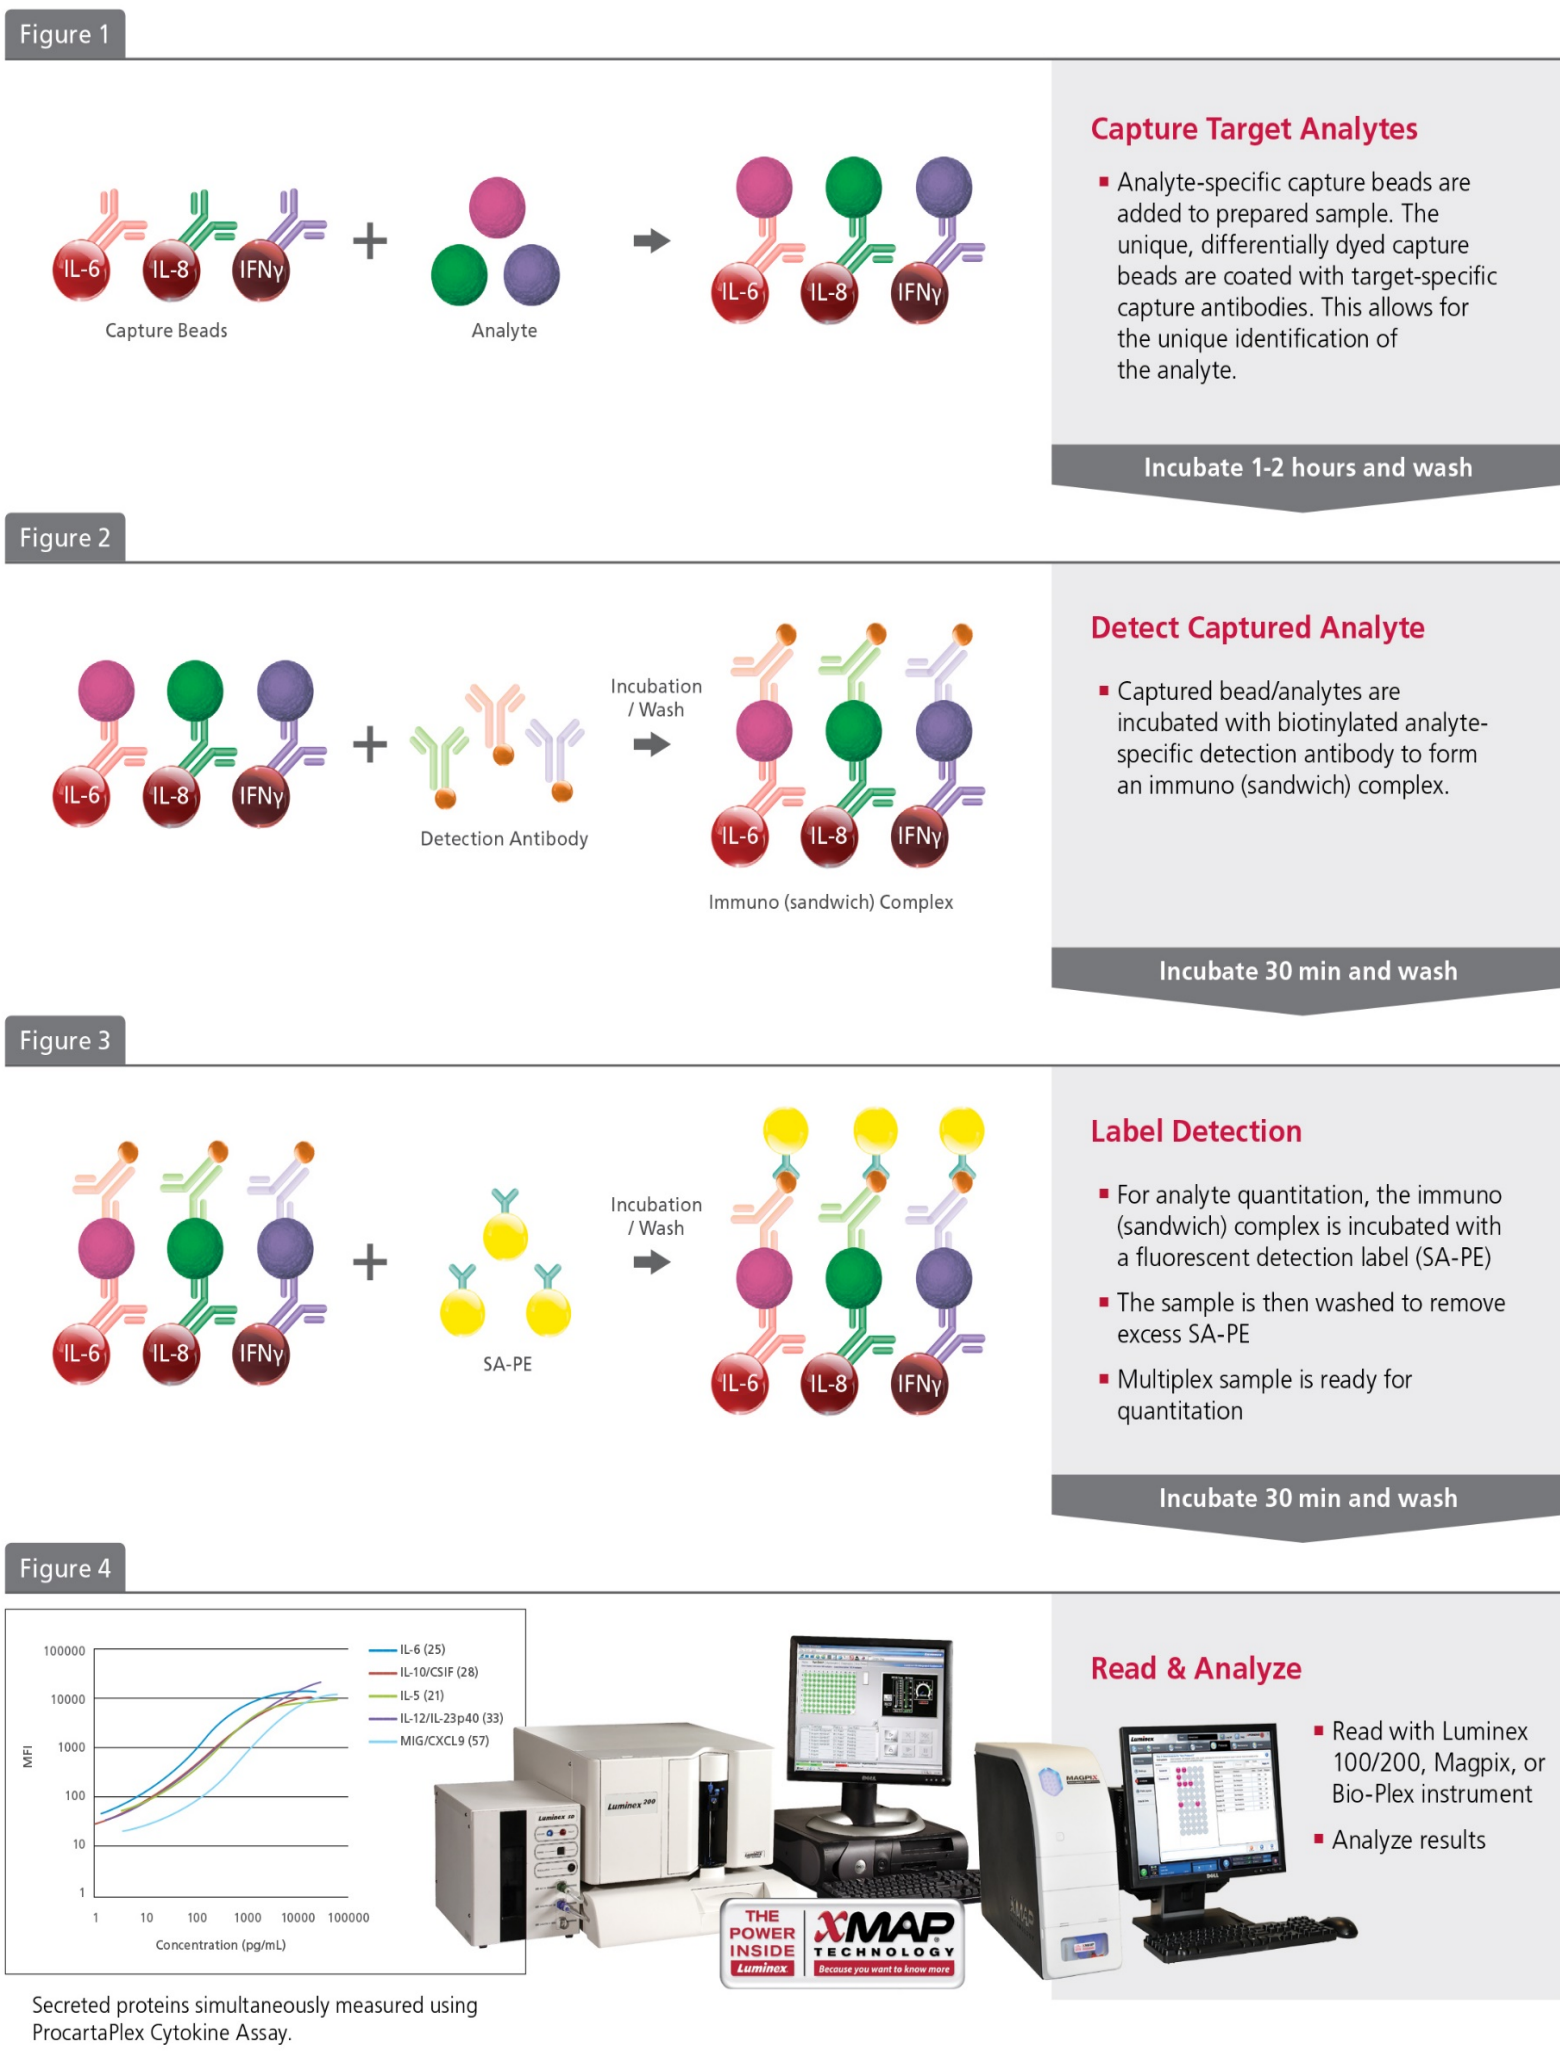 Figure 1
IL-6
IL-8
IFNγ
Capture Beads
Analyte
IL-6
IL-8
IFNγ
Capture Target Analytes
Analyte-specific capture beads are
added to prepared sample. The
unique, differentially dyed capture
beads are coated with target-specific
capture antibodies. This allows for
the unique identification of
the analyte.
Incubate 1-2 hours and wash
Figure 2
IL-6
IL-8
IFNγ
Detection Antibody
Incubation
/ Wash
IL-6
IL-8
IFNγ
Immuno (sandwich) Complex
Detect Captured Analyte
Captured bead/analytes are
incubated with biotinylated analyte-
specific detection antibody to form
an immuno (sandwich) complex.
Incubate 30 min and wash
Figure 3
IL-6
IL-8
IFNγ
SA-PE
Incubation
/ Wash
IL-6
IL-8
IFNγ
Label Detection
For analyte quantitation, the immuno
(sandwich) complex is incubated with
a fluorescent detection label (SA-PE)
The sample is then washed to remove
excess SA-PE
Multiplex sample is ready for
quantitation
Incubate 30 min and wash
Figure 4
100000
10000
1000
100
10
1
MFI
1 10 100 1000 10000 100000
Concentration (pg/mL)
IL-6 (25)
IL-10/CSIF (28)
IL-5 (21)
IL-12/IL-23p40 (33)
MIG/CXCL9 (57)
Luminex SD
Luminex 200
DELL
MAGPIX
xMAP
Luminex
DELL
THE
POWER
INSIDE
Luminex
xMAP®
TECHNOLOGY
Because you want to know more
Read & Analyze
Read with Luminex
100/200, Magpix, or
Bio-Plex instrument
Analyze results
Secreted proteins simultaneously measured using
ProcartaPlex Cytokine Assay.